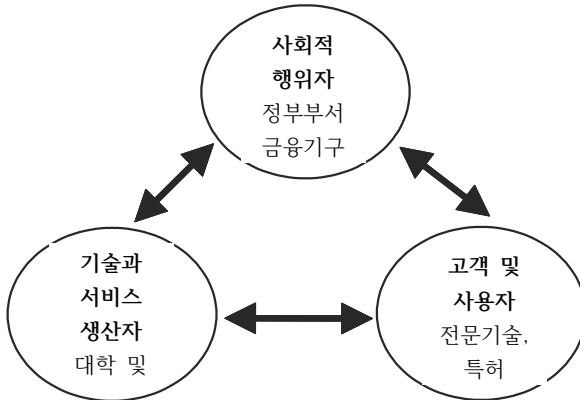 사회적
행위자
정부부서
금융기구
기술과
서비스
생산자
대학 및
고객 및
사용자
전문기술,
특허